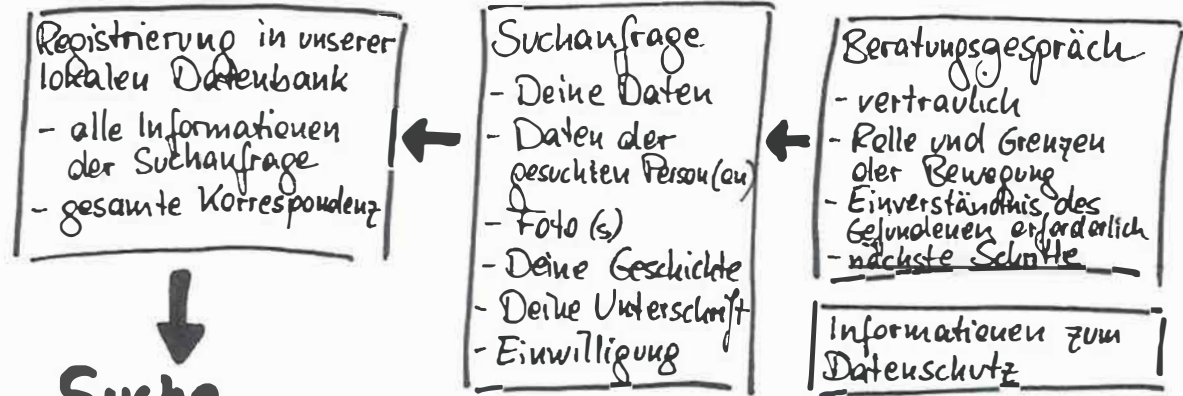 Registrierung in unserer
lokalen Datenbank
- alle Informationen
der Suchanfrage
- gesamte Korrespondenz
Suchanfrage
- Deine Daten
- Daten der
gesuchten Person(en)
- Foto(s)
- Deine Geschichte
- Deine Unterschrift
- Einwilligung
Beratungsgespräch
- vertraulich
- Rolle und Grenzen
der Bewegung
- Einverständnis des
Gefundenen erforderlich
- nächste Schritte
Informationen zum
Datenschutz
Suche